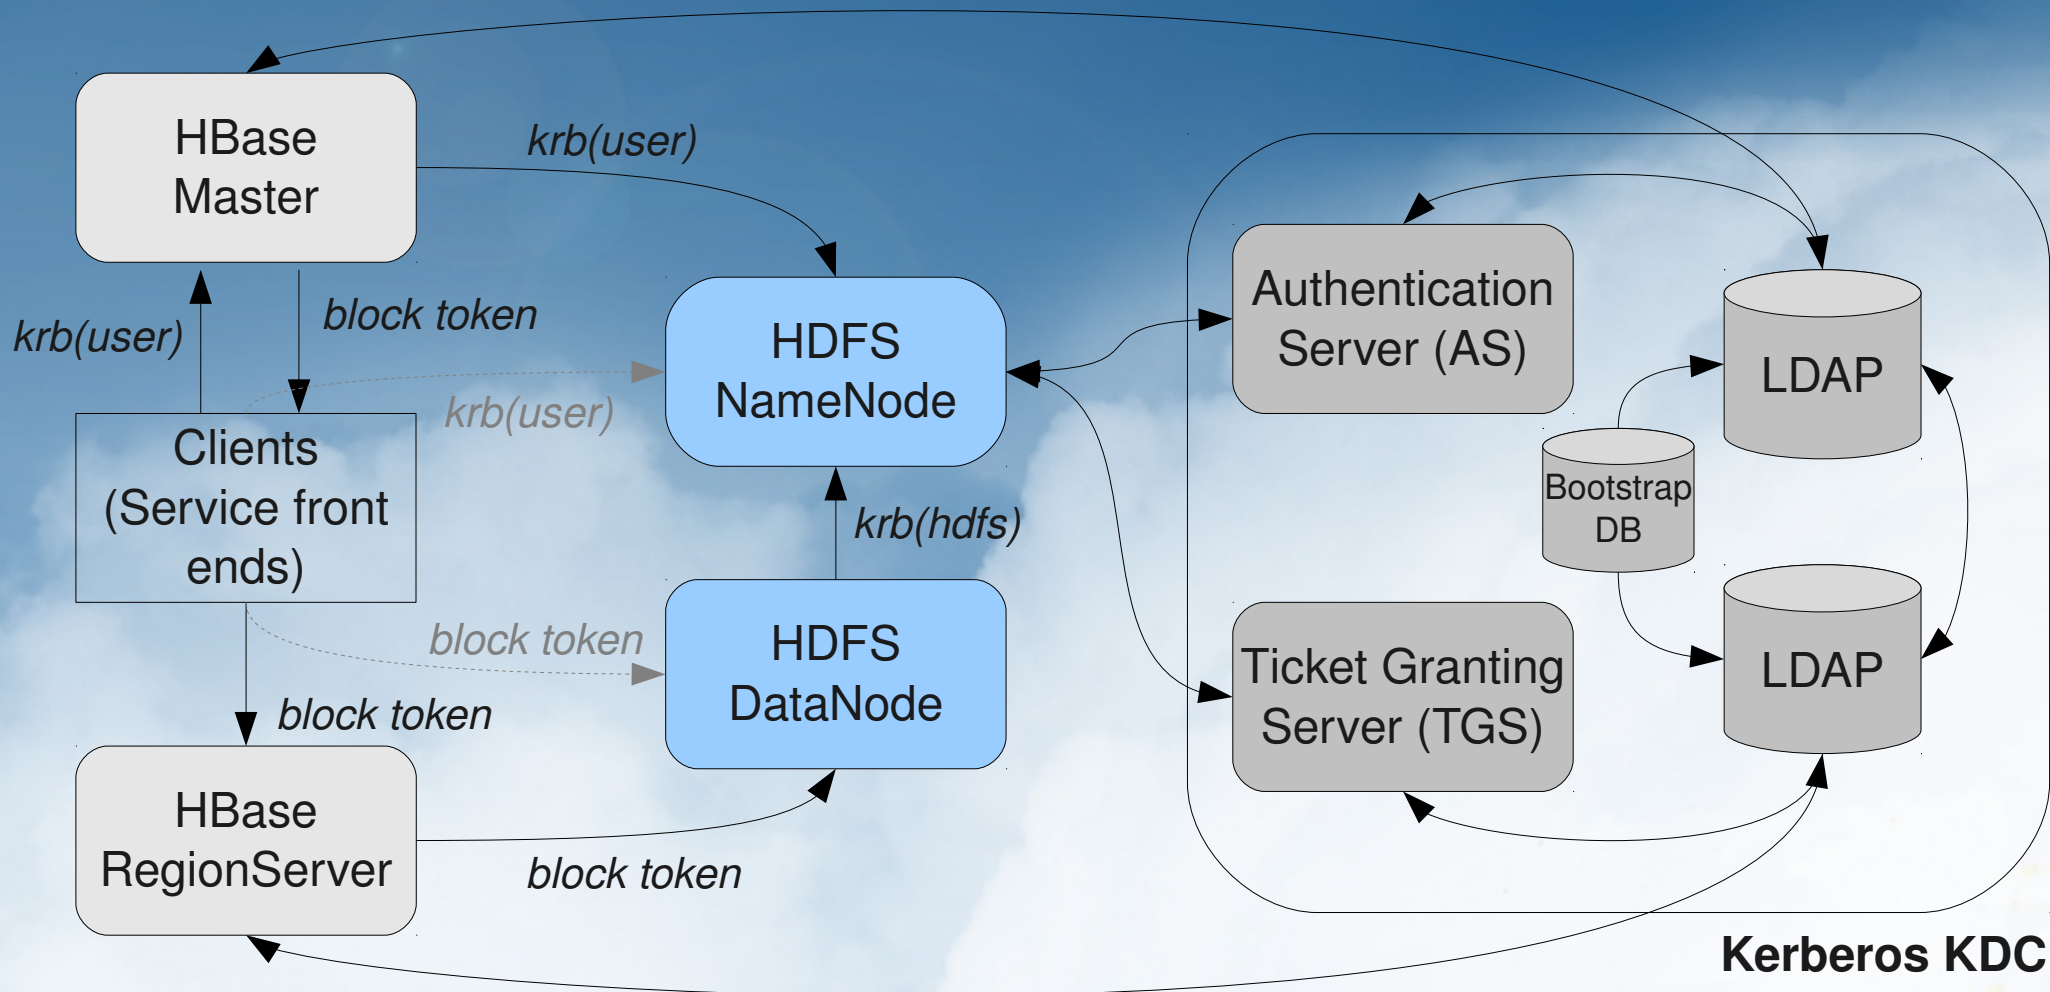 HBase
Master
krb(user)
krb(user)
block token
Clients
(Service front
ends)
krb(user)
block token
block token
HBase
RegionServer
block token
HDFS
NameNode
krb(hdfs)
HDFS
DataNode
Authentication
Server (AS)
LDAP
Bootstrap
DB
Ticket Granting
Server (TGS)
LDAP
Kerberos KDC